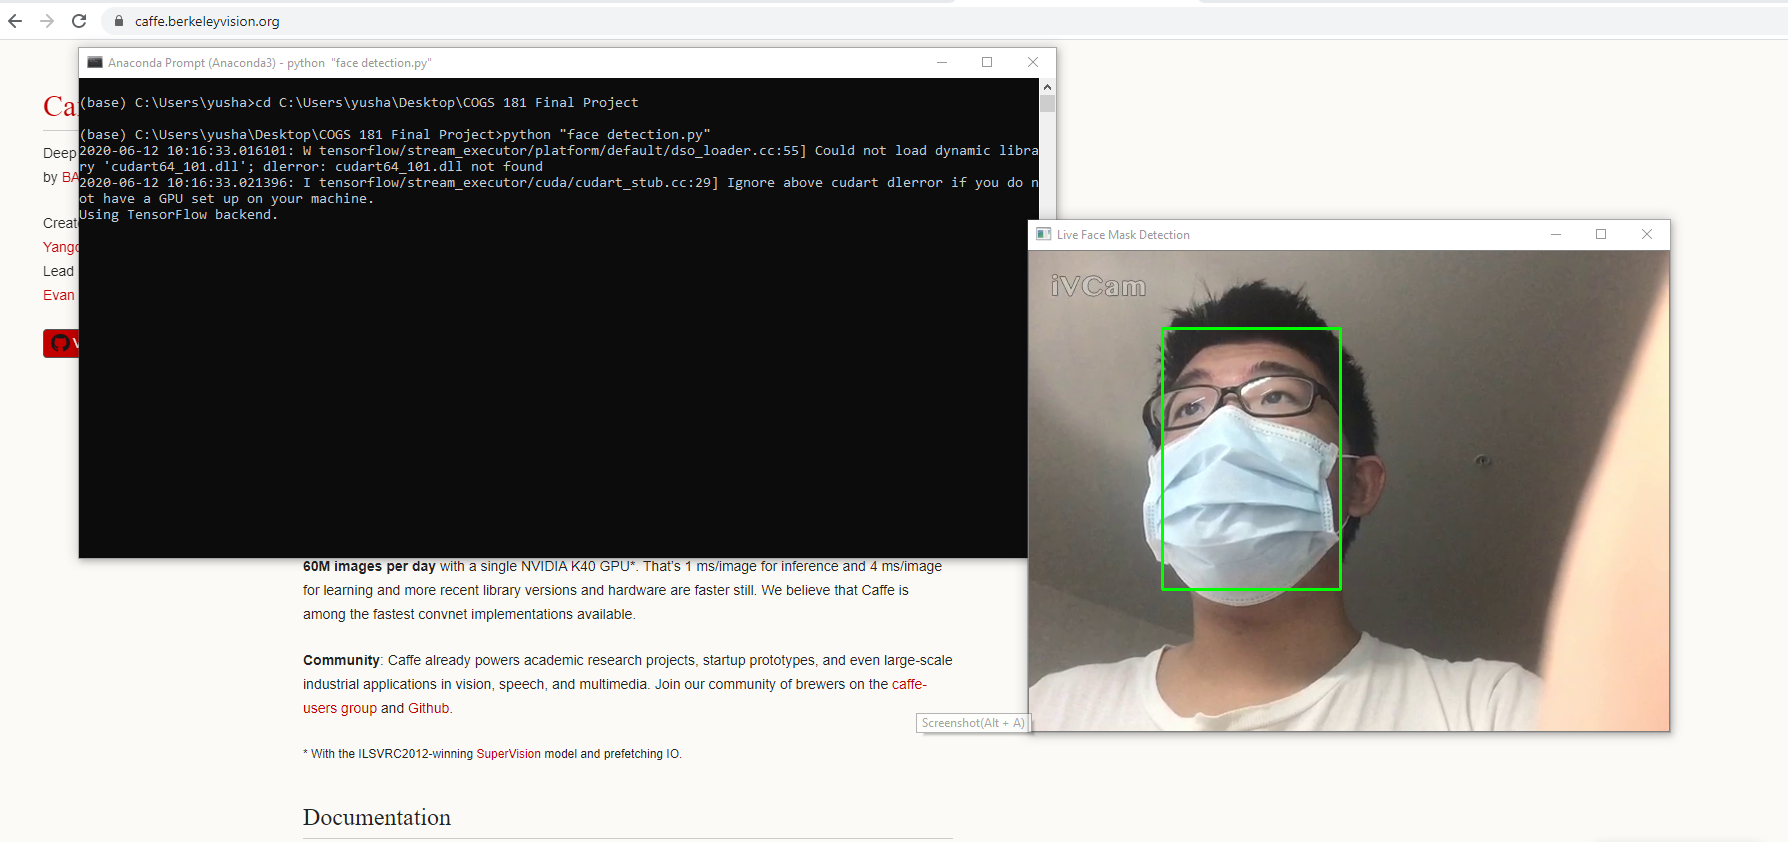 caffe.berkeleyvision.org
Anaconda Prompt (Anaconda3) - python  "face detection.py"
(base) C:\Users\yusha>cd C:\Users\yusha\Desktop\COGS 181 Final Project
(base) C:\Users\yusha\Desktop\COGS 181 Final Project>python "face detection.py"
2020-06-12 10:16:33.016101: W tensorflow/stream_executor/platform/default/dso_loader.cc:55] Could not load dynamic libra
ry 'cudart64_101.dll'; dlerror: cudart64_101.dll not found
2020-06-12 10:16:33.021396: I tensorflow/stream_executor/cuda/cudart_stub.cc:29] Ignore above cudart dlerror if you do n
ot have a GPU set up on your machine.
Using TensorFlow backend.
Ca
Deep
by BA
Create
Yangq
Lead
Evan
V
Live Face Mask Detection
iVCam
60M images per day with a single NVIDIA K40 GPU*. That's 1 ms/image for inference and 4 ms/image
for learning and more recent library versions and hardware are faster still. We believe that Caffe is
among the fastest convnet implementations available.
Community: Caffe already powers academic research projects, startup prototypes, and even large-scale
industrial applications in vision, speech, and multimedia. Join our community of brewers on the caffe-
users group and Github.
Screenshot(Alt + A)
* With the ILSVRC2012-winning SuperVision model and prefetching IO.
Documentation